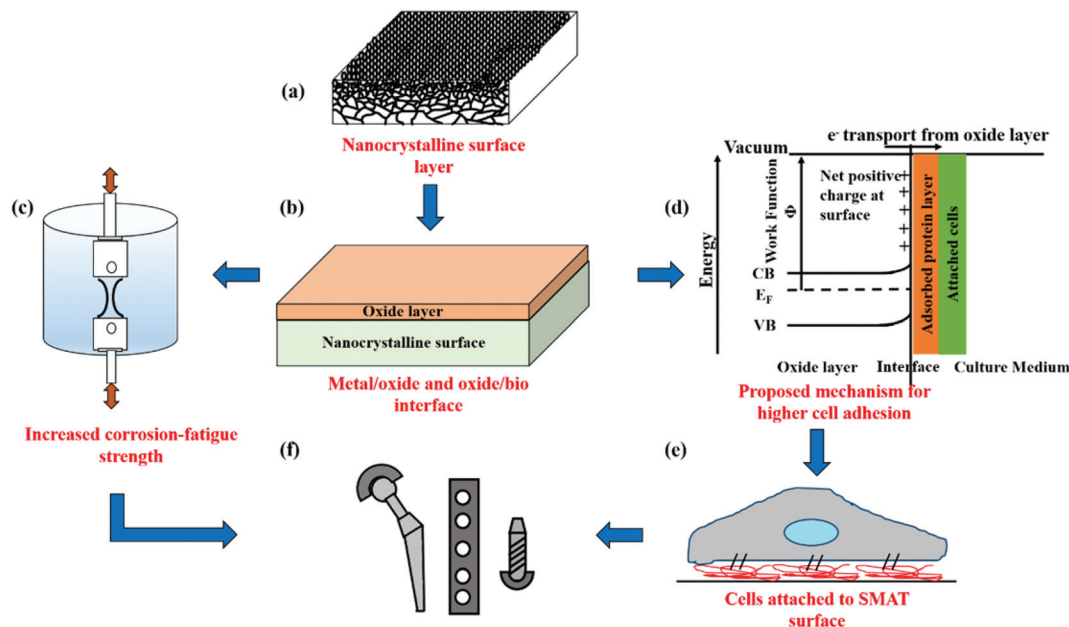 (a)
Nanocrystalline surface
layer
(b)
Oxide layer
Nanocrystalline surface
Metal/oxide and oxide/bio
interface
(c)
Increased corrosion-fatigue
strength
(d)
e- transport from oxide layer
Vacuum
Energy
Work Function
Φ
Net positive
charge at
surface
+
+
+
+
+
CB
EF
VB
Adsorbed protein layer
Attached cells
Oxide layer Interface Culture Medium
Proposed mechanism for
higher cell adhesion
(e)
Cells attached to SMAT
surface
(f)